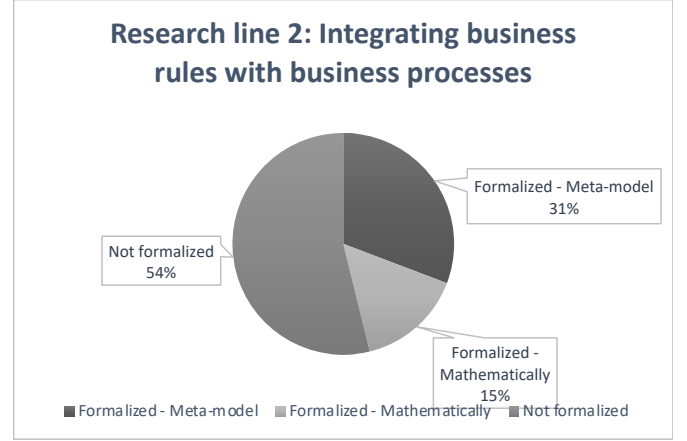 Research line 2: Integrating business
rules with business processes
Formalized - Meta-model
31%
Not formalized
54%
Formalized -
Mathematically
15%
Formalized - Meta-model Formalized - Mathematically Not formalized